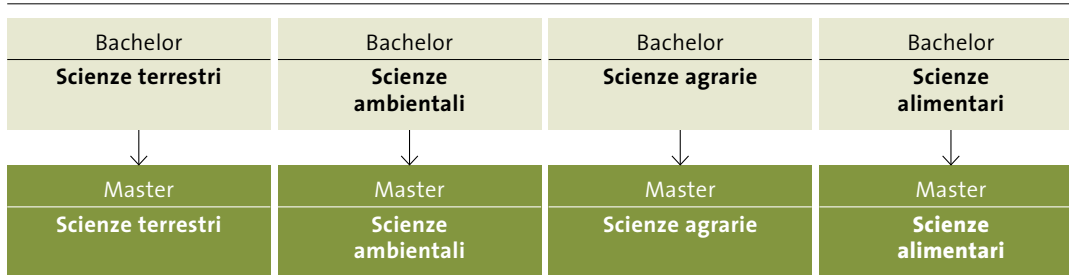 Bachelor
Scienze terrestri
Bachelor
Scienze
ambientali
Bachelor
Scienze agrarie
Bachelor
Scienze
alimentari
Master
Scienze terrestri
Master
Scienze
ambientali
Master
Scienze agrarie
Master
Scienze
alimentari